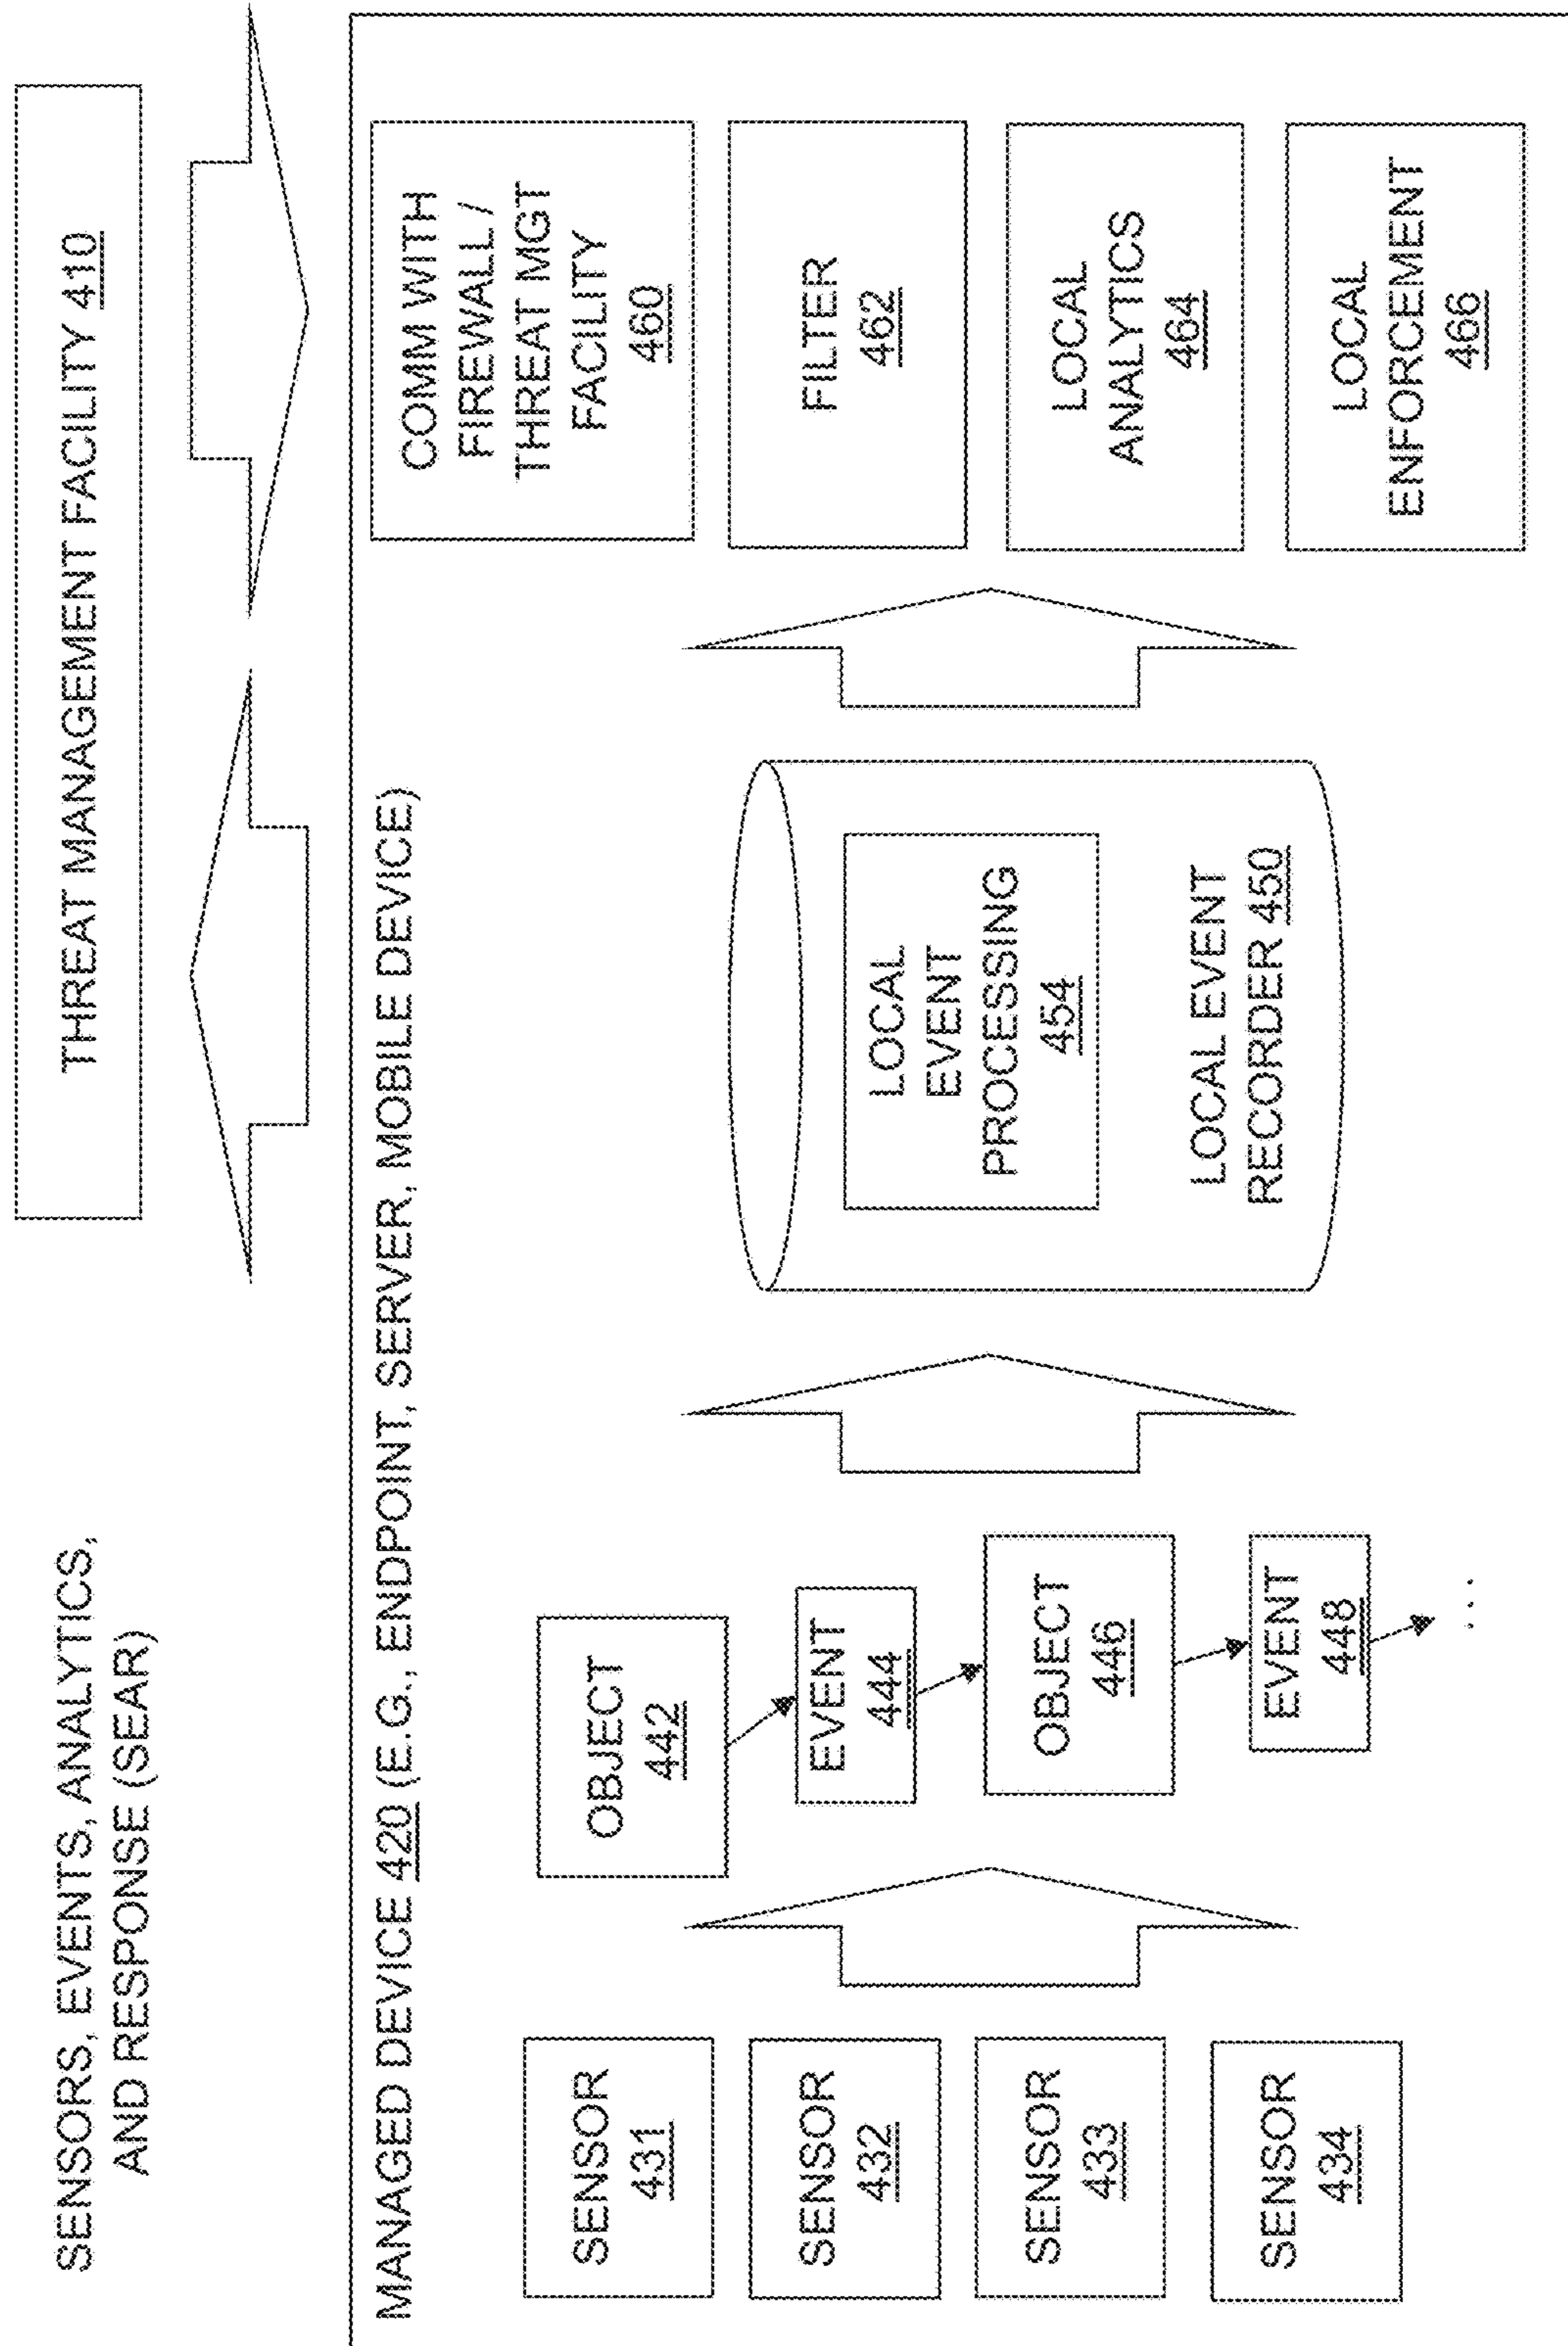 SENSORS, EVENTS, ANALYTICS,
AND RESPONSE (SEAR)
THREAT MANAGEMENT FACILITY 410
MANAGED DEVICE 420 (E.G., ENDPOINT, SERVER, MOBILE DEVICE)
SENSOR
431
SENSOR
432
SENSOR
433
SENSOR
434
OBJECT
442
EVENT
444
OBJECT
446
EVENT
448
...
LOCAL
EVENT
PROCESSING
454
LOCAL EVENT
RECORDER 450
COMM WITH
FIREWALL /
THREAT MGT
FACILITY
460
FILTER
462
LOCAL
ANALYTICS
464
LOCAL
ENFORCEMENT
466